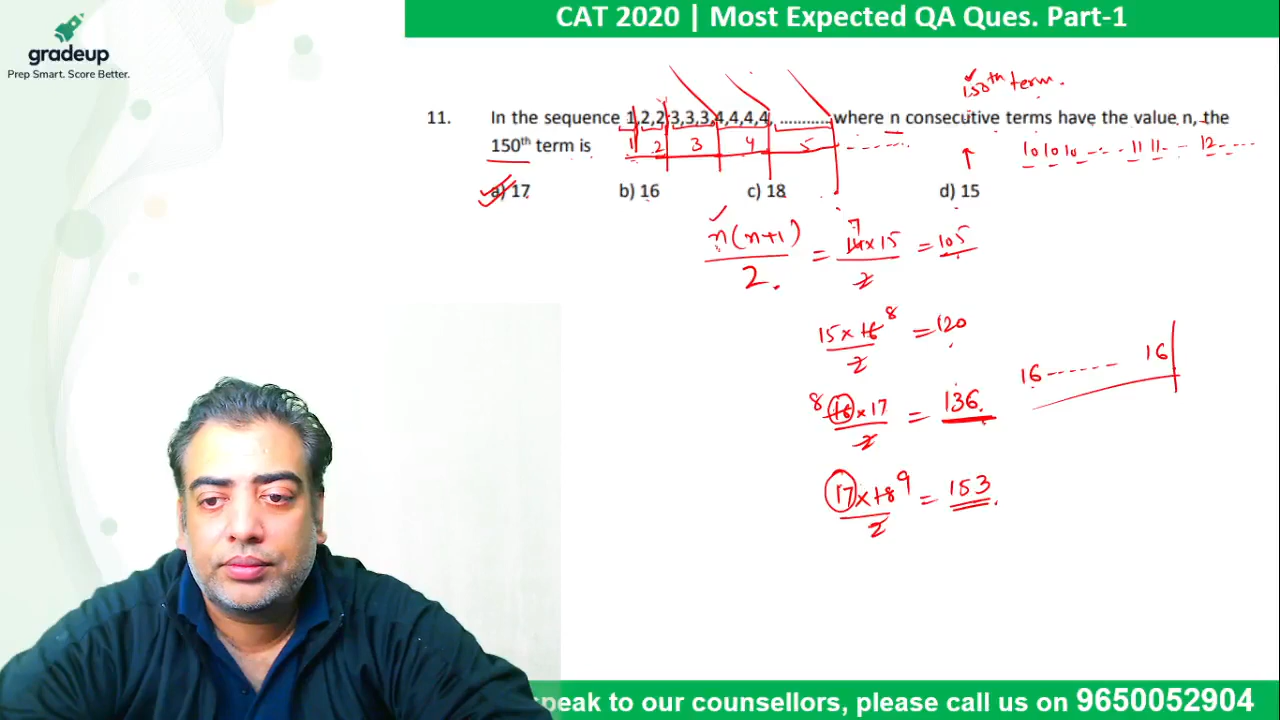 CAT 2020 | Most Expected QA Ques. Part-1
gradeup
Prep Smart. Score Better.
150th term.
11. In the sequence 1,2,2,3,3,3,4,4,4,4, ............where n consecutive terms have the value n, the
1 2 3 4 5 ------- 10 10 10 ---- 11 11 -- 12 ----
150th term is
a) 17 b) 16 c) 18 d) 15
n(n+1)/2 = 14×15/2 = 105
7
15×16/2 = 120
8
16 ------- 16
8 16×17/2 = 136.
17×18/2 = 153.
9
peak to our counsellors, please call us on 9650052904